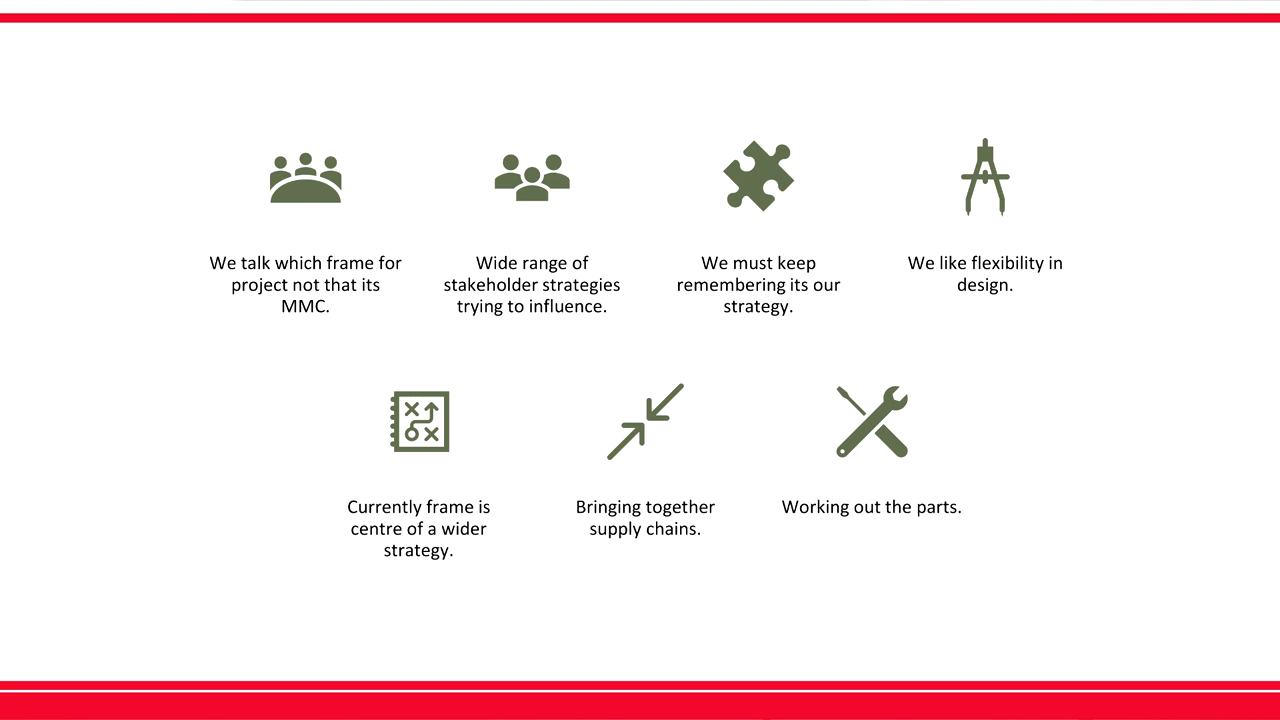 We talk which frame for
project not that its
MMC.
Wide range of
stakeholder strategies
trying to influence.
We must keep
remembering its our
strategy.
We like flexibility in
design.
Currently frame is
centre of a wider
strategy.
Bringing together
supply chains.
Working out the parts.